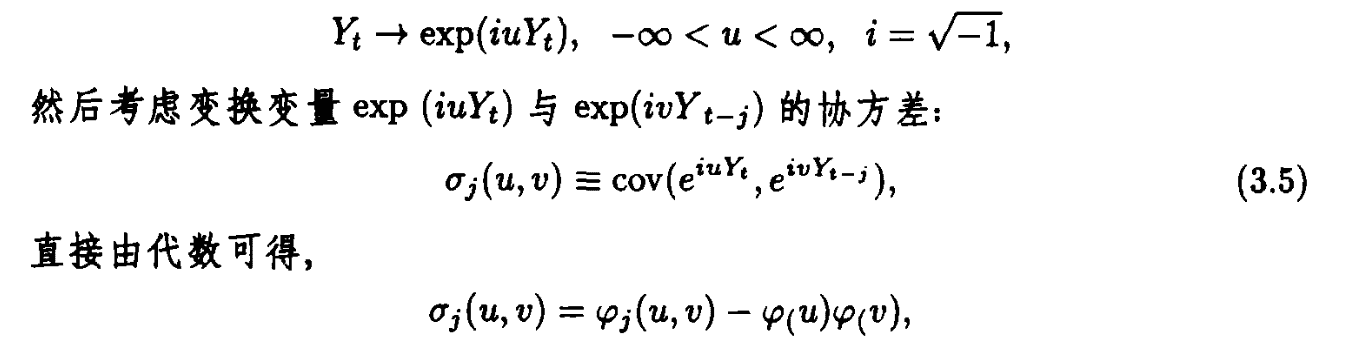 Y_t → exp(iuY_t), −∞ < u < ∞, i = √−1,
然后考虑变换变量 exp (iuY_t) 与 exp(ivY_{t−j}) 的协方差:
σ_j(u, v) ≡ cov(e^{iuY_t}, e^{ivY_{t−j}}), (3.5)
直接由代数可得,
σ_j(u, v) = φ_j(u, v) − φ_(u)φ_(v),